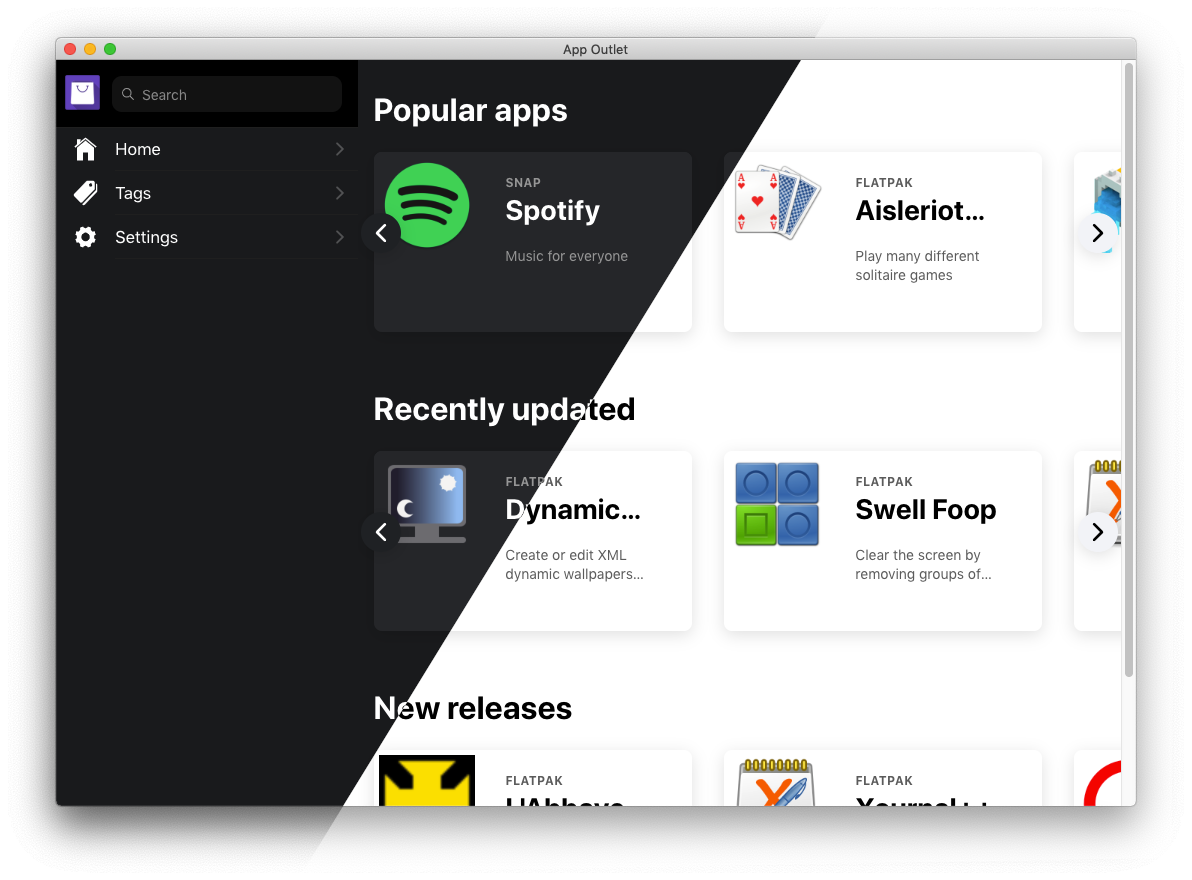 App Outlet
Search
Home
Tags
Settings
Popular apps
SNAP
Spotify
Music for everyone
FLATPAK
Aisleriot…
Play many different
solitaire games
Recently updated
FLATPAK
Dynamic…
Create or edit XML
dynamic wallpapers…
FLATPAK
Swell Foop
Clear the screen by
removing groups of…
New releases
FLATPAK
FLATPAK
Xournal++